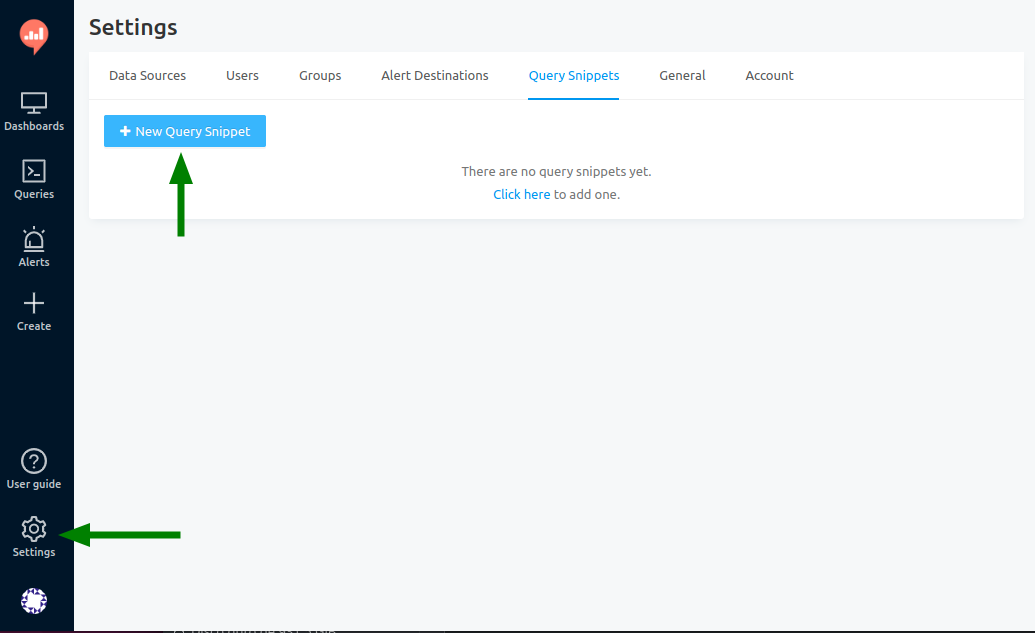 Settings
Data Sources Users Groups Alert Destinations Query Snippets General Account
New Query Snippet
There are no query snippets yet.
Click here to add one.
Dashboards
Queries
Alerts
Create
User guide
Settings